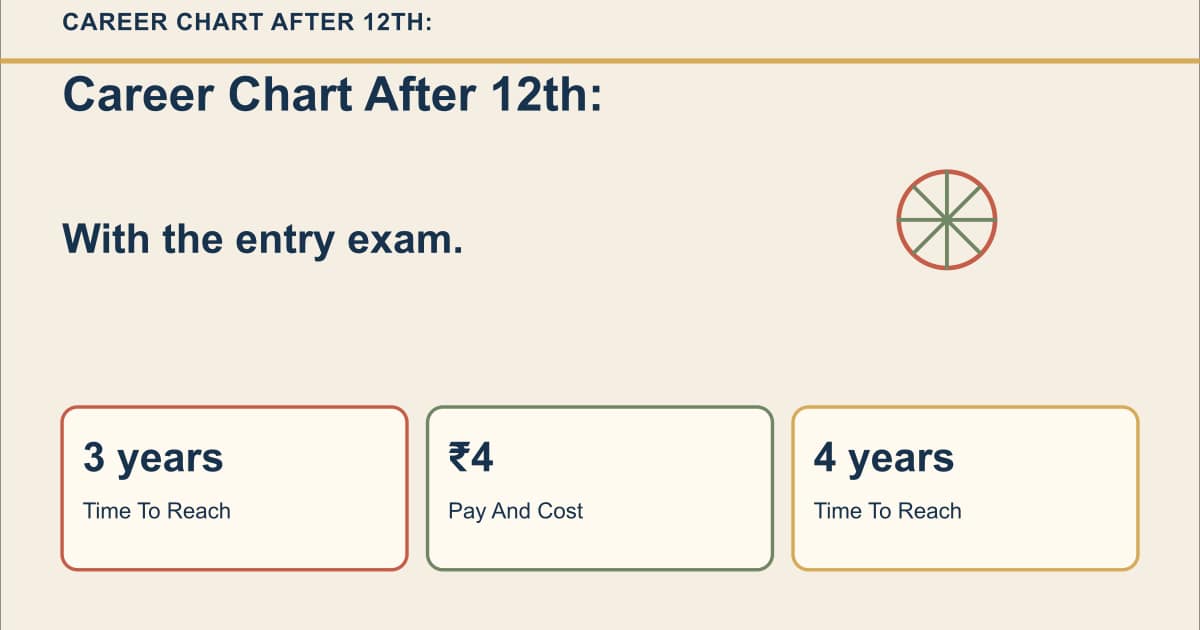 CAREER CHART AFTER 12TH:
Career Chart After 12th:
With the entry exam.
3 years
Time To Reach
₹4
Pay And Cost
4 years
Time To Reach